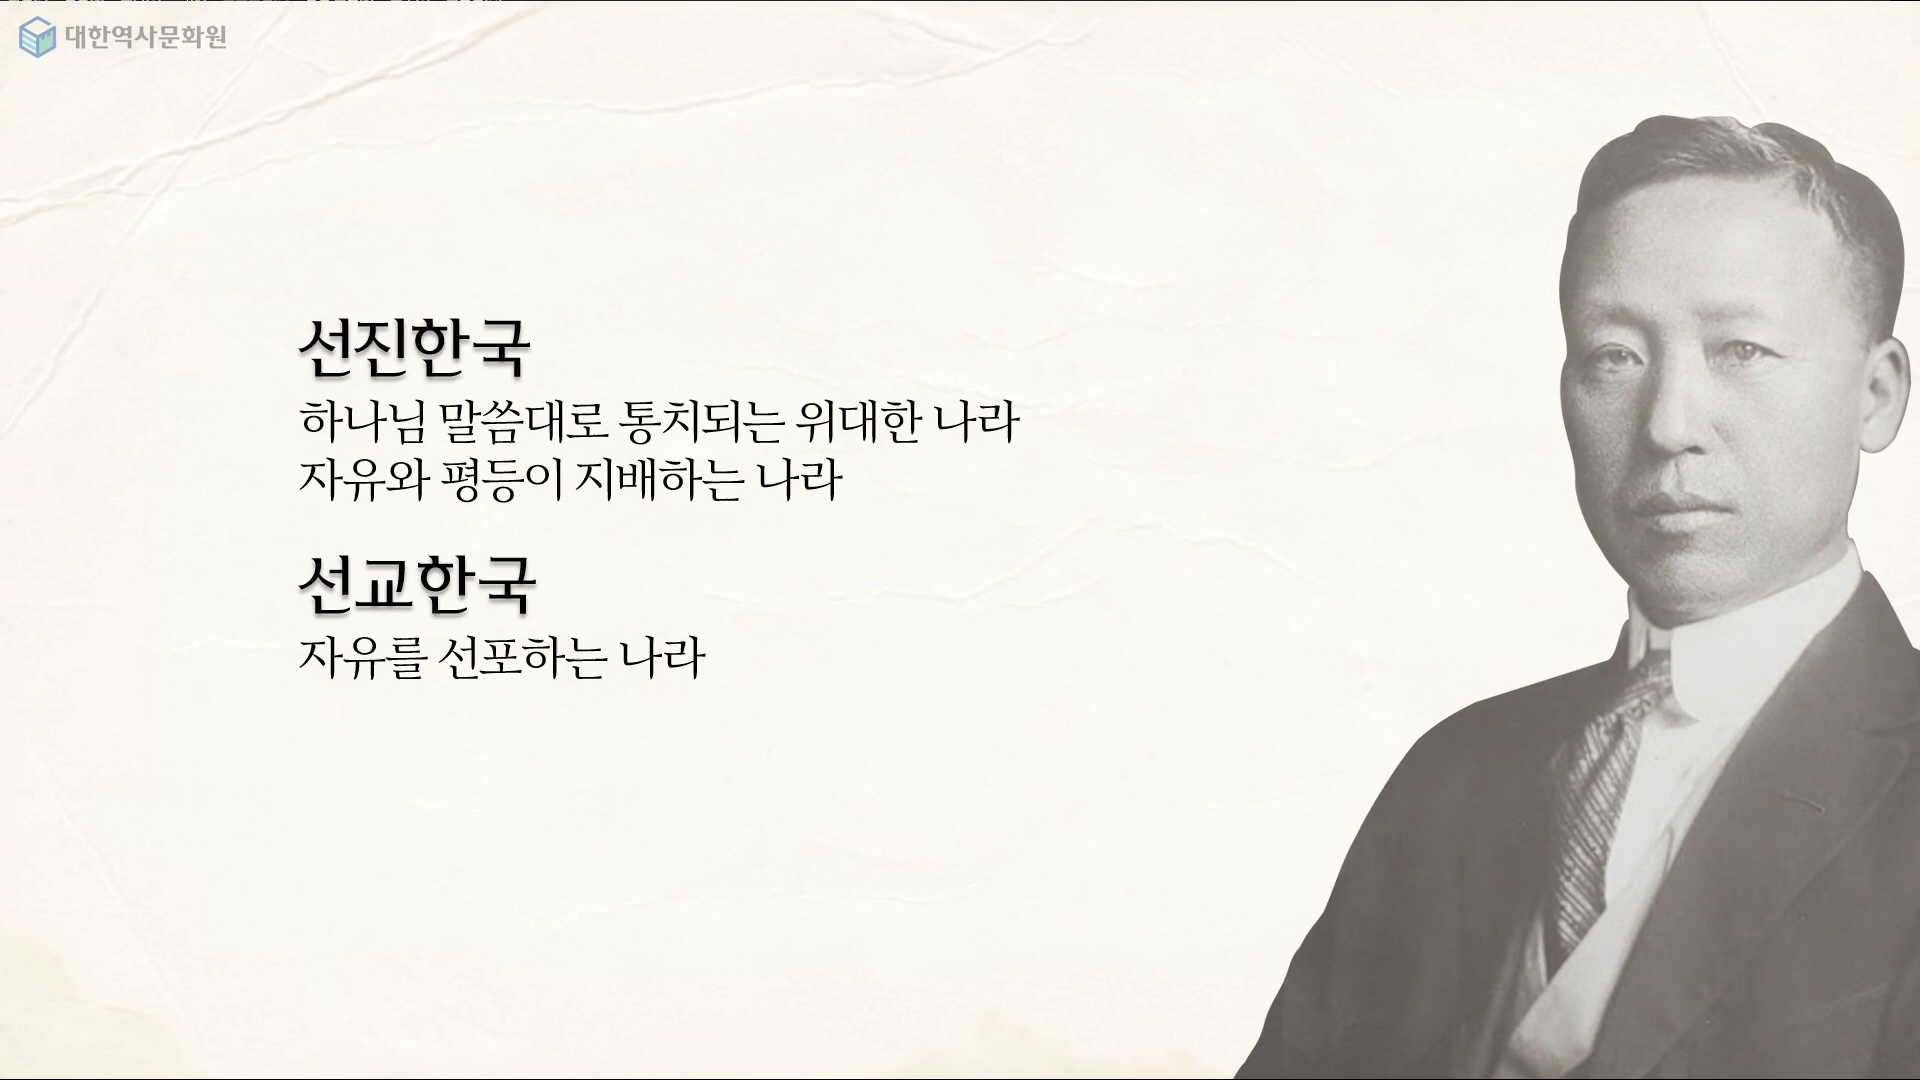 대한역사문화원
선진한국
하나님 말씀대로 통치되는 위대한 나라
자유와 평등이 지배하는 나라
선교한국
자유를 선포하는 나라